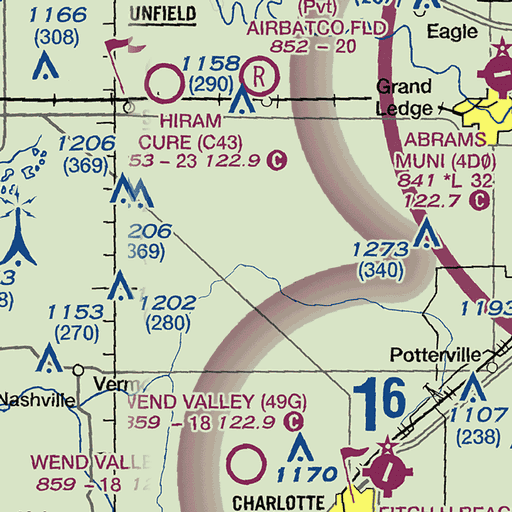 1166
(308)
UNFIELD
(Pvt)
AIRBATCO FLD
852 - 20
Eagle
1158
(290)
R
Grand
Ledge
HIRAM
CURE (C43)
53 - 23 122.9 C
1206
(369)
ABRAMS
MUNI (4D0)
841 *L 32
122.7 C
206
369)
1273
(340)
1153
(270)
1202
(280)
1193
Potterville
Nashville
Verm
WEND VALLEY (49G)
859 - 18 122.9 C
16
1107
(238)
WEND VALLE
859 - 18 12
1170
CHARLOTTE
FITCH H BEAC